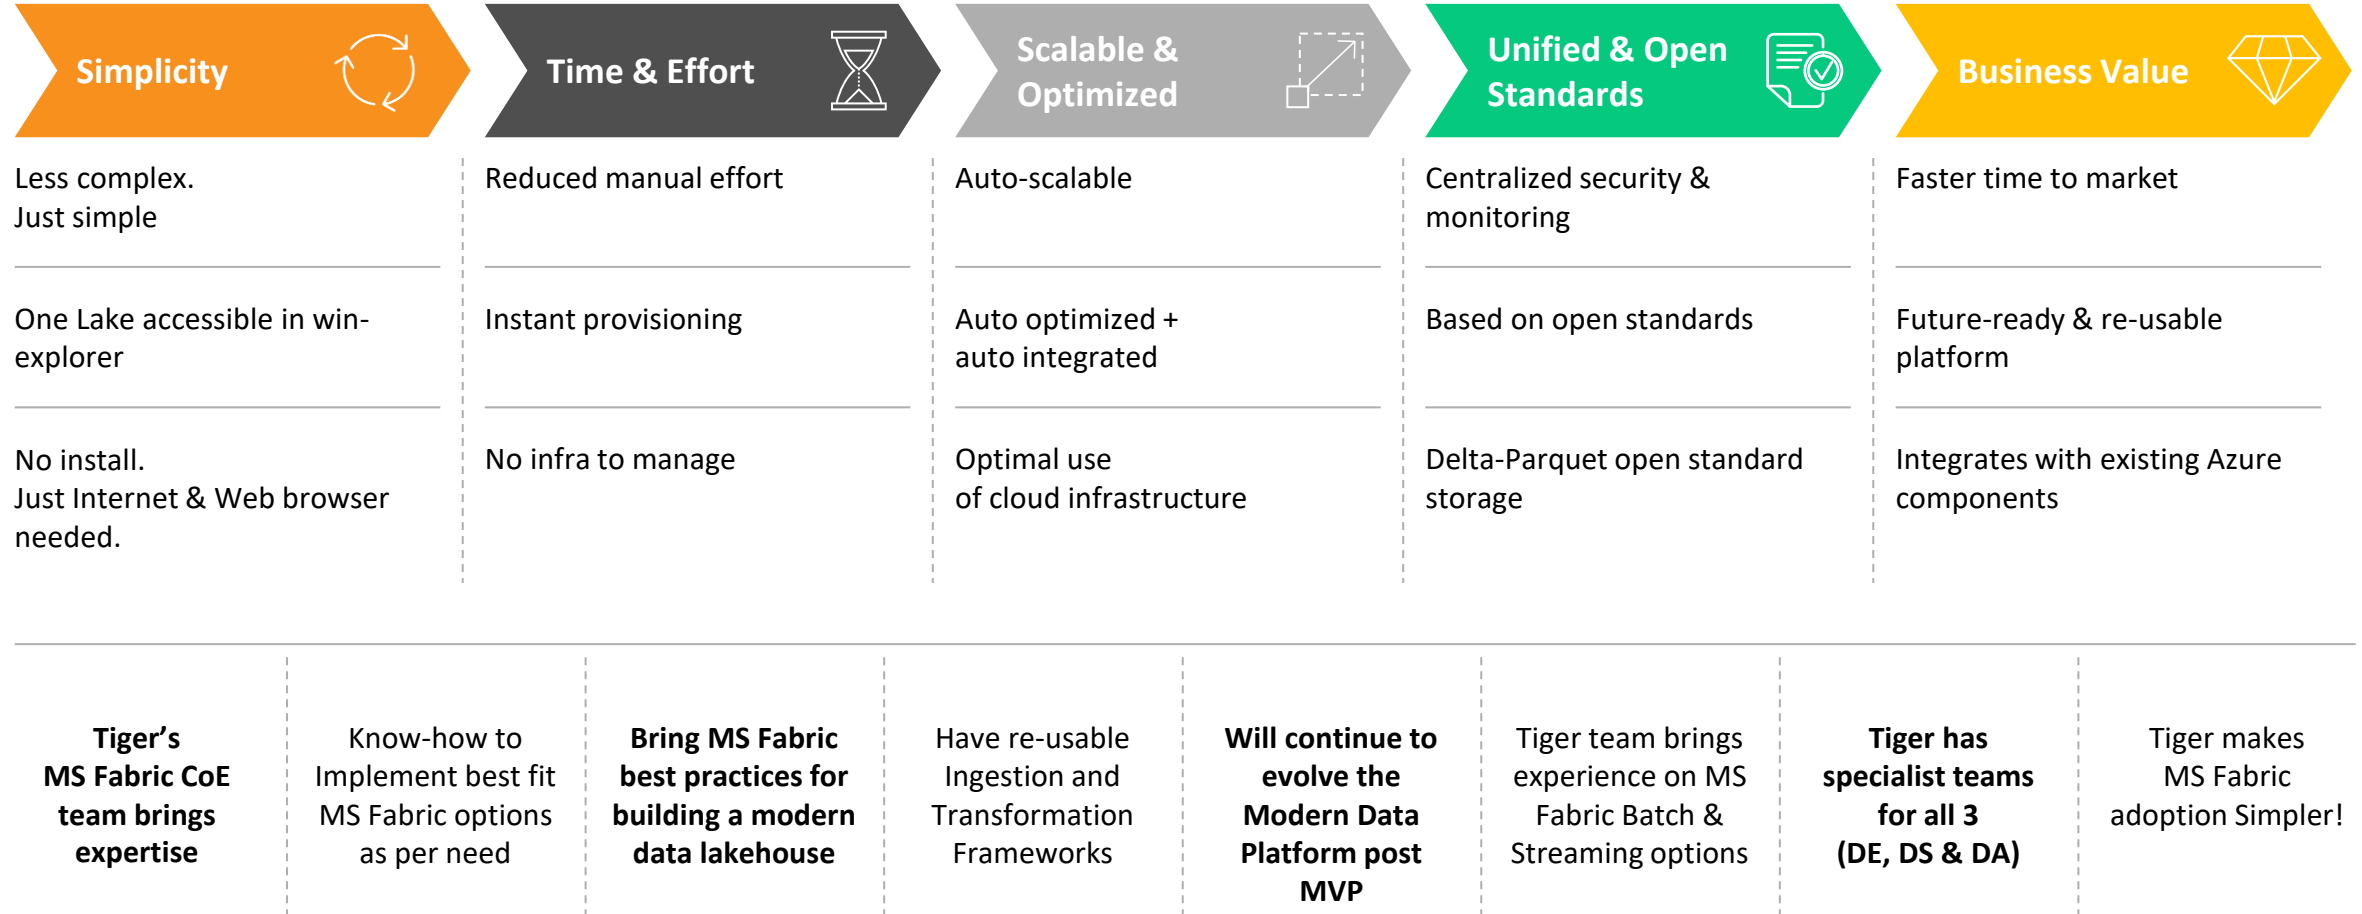 Simplicity
Time & Effort
Scalable &
Optimized
Unified & Open
Standards
Business Value
Less complex.
Just simple
Reduced manual effort
Auto-scalable
Centralized security &
monitoring
Faster time to market
One Lake accessible in win-
explorer
Instant provisioning
Auto optimized +
auto integrated
Based on open standards
Future-ready & re-usable
platform
No install.
Just Internet & Web browser
needed.
No infra to manage
Optimal use
of cloud infrastructure
Delta-Parquet open standard
storage
Integrates with existing Azure
components
Tiger’s
MS Fabric CoE
team brings
expertise
Know-how to
Implement best fit
MS Fabric options
as per need
Bring MS Fabric
best practices for
building a modern
data lakehouse
Have re-usable
Ingestion and
Transformation
Frameworks
Will continue to
evolve the
Modern Data
Platform post
MVP
Tiger team brings
experience on MS
Fabric Batch &
Streaming options
Tiger has
specialist teams
for all 3
(DE, DS & DA)
Tiger makes
MS Fabric
adoption Simpler!